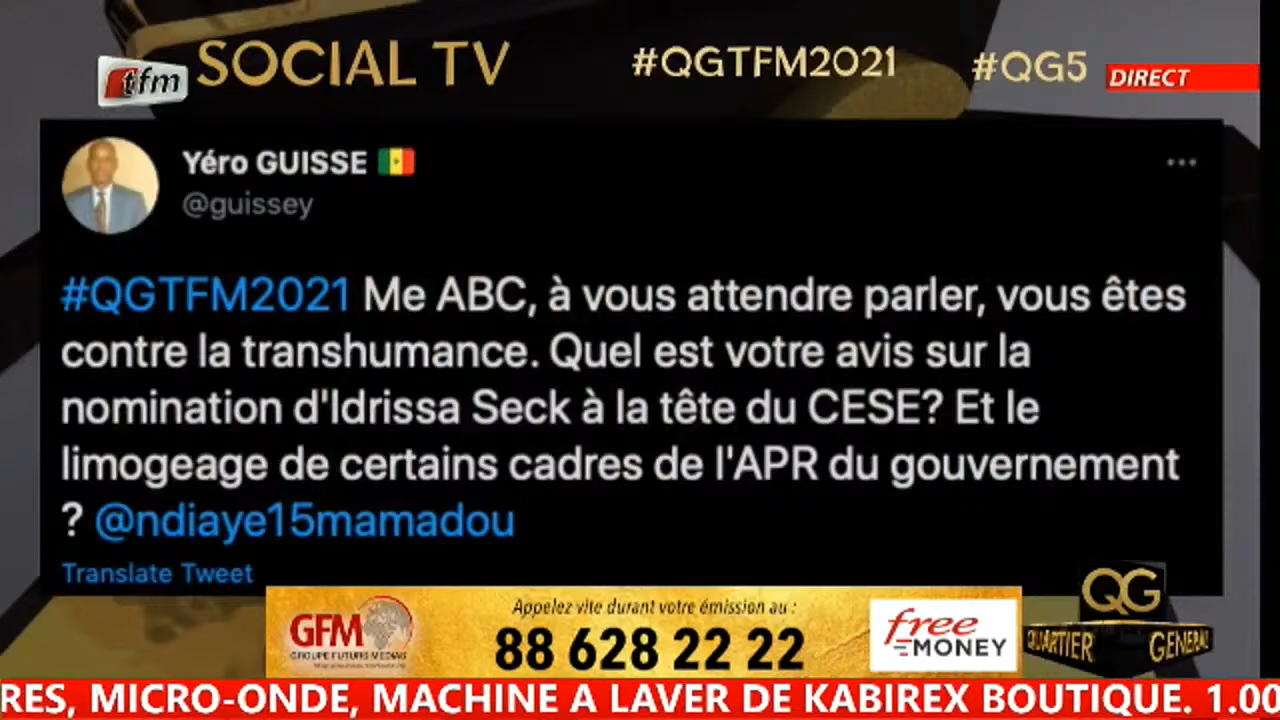 tfm
SOCIAL TV
#QGTFM2021
#QG5
DIRECT
Yéro GUISSE
@guissey
#QGTFM2021 Me ABC, à vous attendre parler, vous êtes
contre la transhumance. Quel est votre avis sur la
nomination d'Idrissa Seck à la tête du CESE? Et le
limogeage de certains cadres de l'APR du gouvernement
? @ndiaye15mamadou
Translate Tweet
GFM
GROUPE FUTURS MEDIAS
Appelez vite durant votre émission au :
88 628 22 22
free
MONEY
QG
QUARTIER GENERAL
RES, MICRO-ONDE, MACHINE A LAVER DE KABIREX BOUTIQUE. 1.00